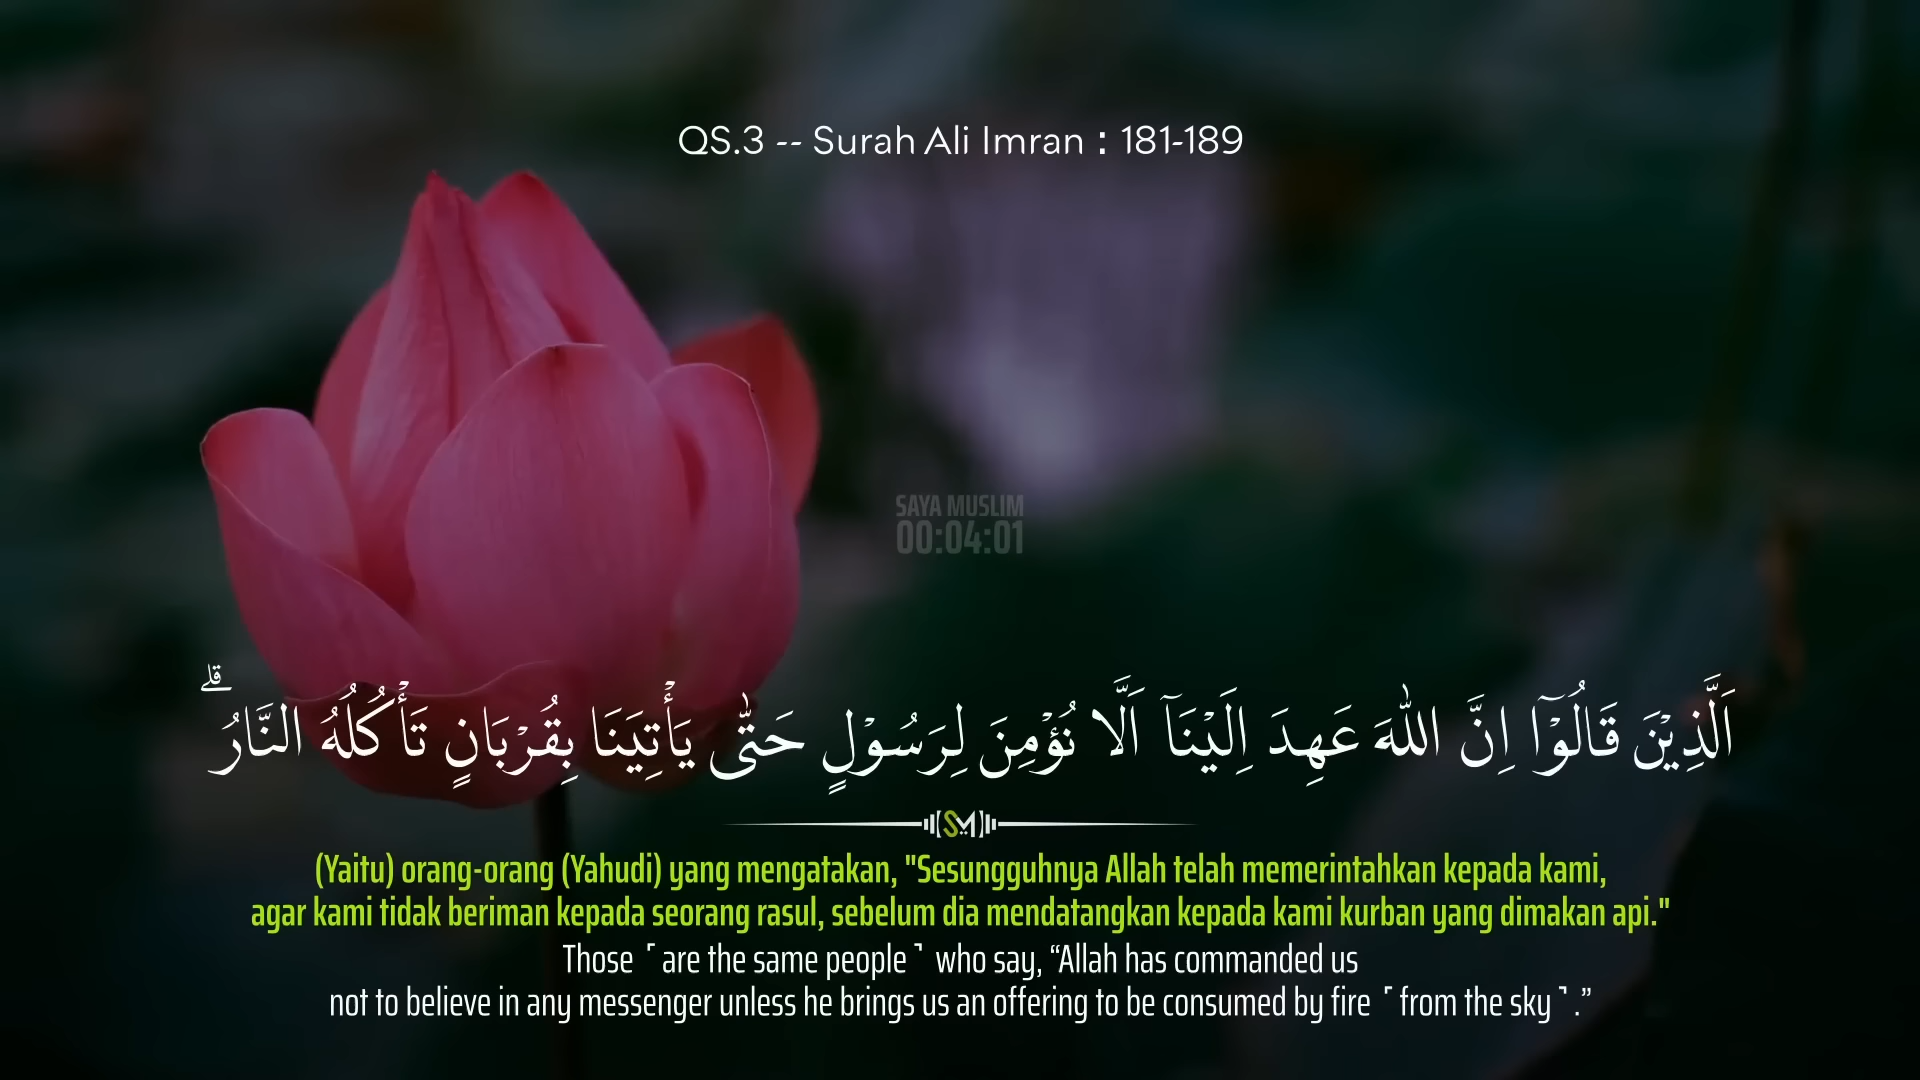 QS.3 -- Surah Ali Imran : 181-189
SAYA MUSLIM
00:04:01
اَلَّذِيْنَ قَالُوْٓا اِنَّ اللّٰهَ عَهِدَ اِلَيْنَآ اَلَّا نُؤْمِنَ لِرَسُوْلٍ حَتّٰى يَأْتِيَنَا بِقُرْبَانٍ تَأْكُلُهُ النَّارُ ۗ
SM
(Yaitu) orang-orang (Yahudi) yang mengatakan, "Sesungguhnya Allah telah memerintahkan kepada kami,
agar kami tidak beriman kepada seorang rasul, sebelum dia mendatangkan kepada kami kurban yang dimakan api."
Those ˹are the same people˺ who say, “Allah has commanded us
not to believe in any messenger unless he brings us an offering to be consumed by fire ˹from the sky˺.”